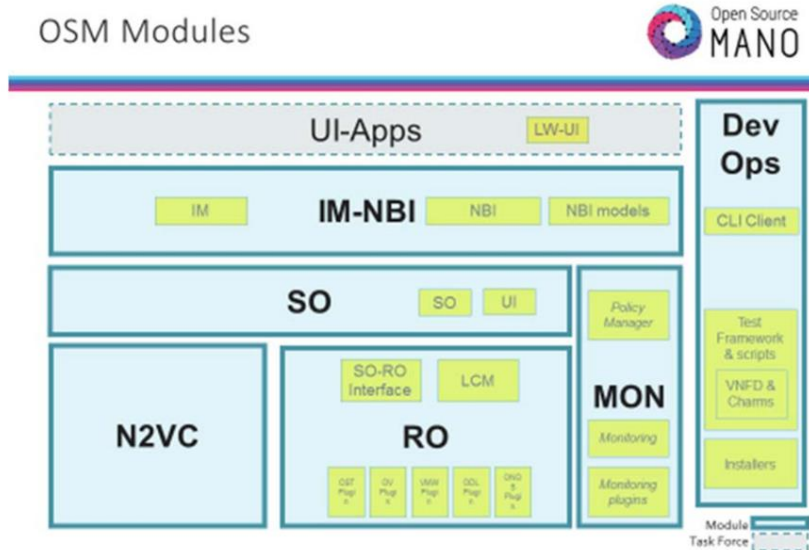 OSM Modules
Open Source
MANO
UI-Apps
LW-UI
Dev
Ops
IM
IM-NBI
NBI
NBI models
CLI Client
SO
SO
UI
Policy
Manager
Test
Framework
& scripts
VNFD &
Charms
SO-RO
Interface
LCM
MON
N2VC
RO
Monitoring
Installers
OV
VMW
Monitoring
plugins
Module
Task Force